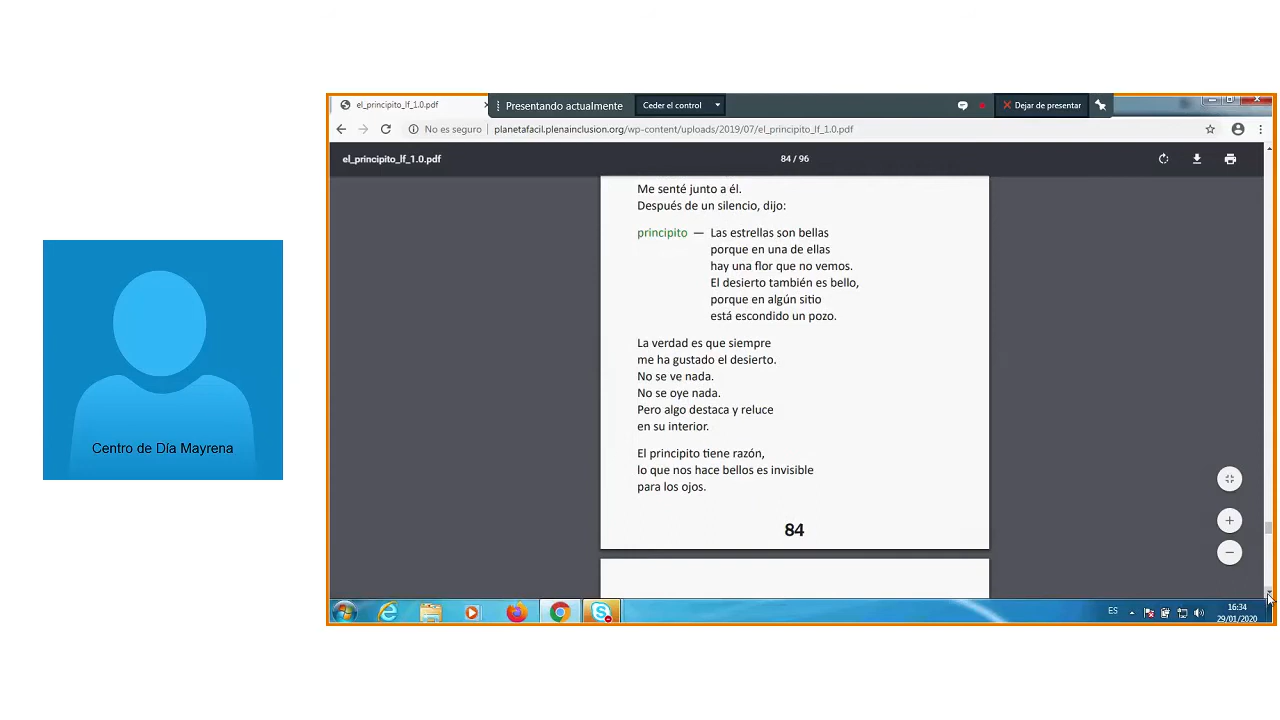 el_principito_lf_1.0.pdf
Presentando actualmente
Ceder el control
Dejar de presentar
No es seguro
planetafacil.plenainclusion.org/wp-content/uploads/2019/07/el_principito_lf_1.0.pdf
el_principito_lf_1.0.pdf
84 / 96
Me senté junto a él.
Después de un silencio, dijo:
principito — Las estrellas son bellas
porque en una de ellas
hay una flor que no vemos.
El desierto también es bello,
porque en algún sitio
está escondido un pozo.
La verdad es que siempre
me ha gustado el desierto.
No se ve nada.
No se oye nada.
Pero algo destaca y reluce
en su interior.
El principito tiene razón,
lo que nos hace bellos es invisible
para los ojos.
84
Centro de Día Mayrena
ES
16:34
29/01/2020